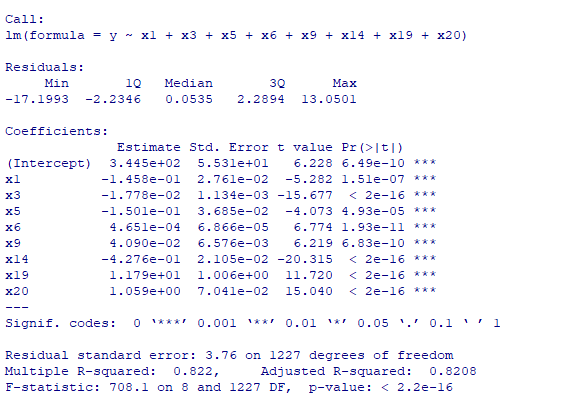 Call:
lm(formula = y ~ x1 + x3 + x5 + x6 + x9 + x14 + x19 + x20)
Residuals:
Min 1Q Median 3Q Max
-17.1993 -2.2346 0.0535 2.2894 13.0501
Coefficients:
Estimate Std. Error t value Pr(>|t|)
(Intercept) 3.445e+02 5.531e+01 6.228 6.49e-10 ***
x1 -1.458e-01 2.761e-02 -5.282 1.51e-07 ***
x3 -1.778e-02 1.134e-03 -15.677 < 2e-16 ***
x5 -1.501e-01 3.685e-02 -4.073 4.93e-05 ***
x6 4.651e-04 6.866e-05 6.774 1.93e-11 ***
x9 4.090e-02 6.576e-03 6.219 6.83e-10 ***
x14 -4.276e-01 2.105e-02 -20.315 < 2e-16 ***
x19 1.179e+01 1.006e+00 11.720 < 2e-16 ***
x20 1.059e+00 7.041e-02 15.040 < 2e-16 ***
---
Signif. codes: 0 ‘***’ 0.001 ‘**’ 0.01 ‘*’ 0.05 ‘.’ 0.1 ‘ ’ 1
Residual standard error: 3.76 on 1227 degrees of freedom
Multiple R-squared: 0.822, Adjusted R-squared: 0.8208
F-statistic: 708.1 on 8 and 1227 DF, p-value: < 2.2e-16